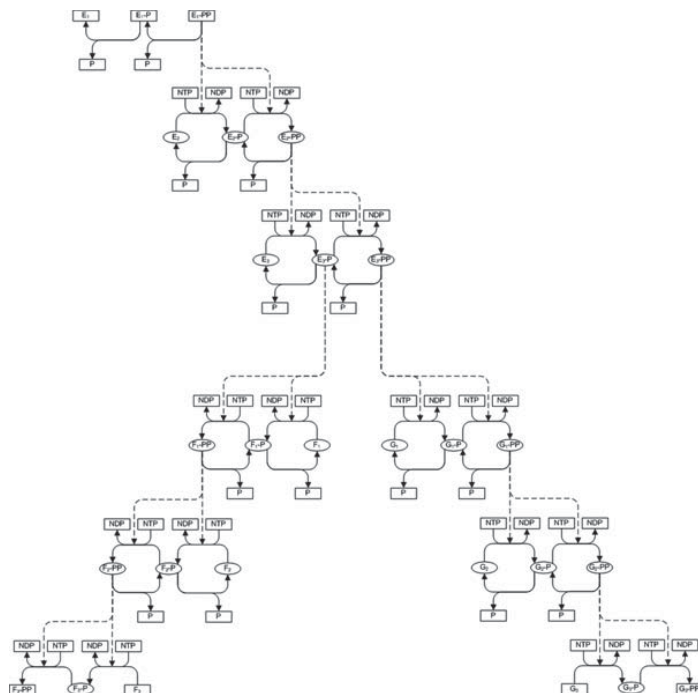 E₁ E₁-P E₁-PP
P P
NTP NDP NTP NDP
E₂ E₂-P E₂-PP
P P
NTP NDP NTP NDP
E₃ E₃-P E₃-PP
P P
NDP NTP NDP NTP NTP NDP NTP NDP
F₁-PP F₁-P F₁ G₁ G₁-P G₁-PP
P P P P
NDP NTP NDP NTP NTP NDP NTP NDP
F₂-PP F₂-P F₂ G₂ G₂-P G₂-PP
P P P P
NDP NTP NDP NTP NTP NDP NTP NDP
F₃-PP F₃-P F₃ G₃ G₃-P G₃-PP